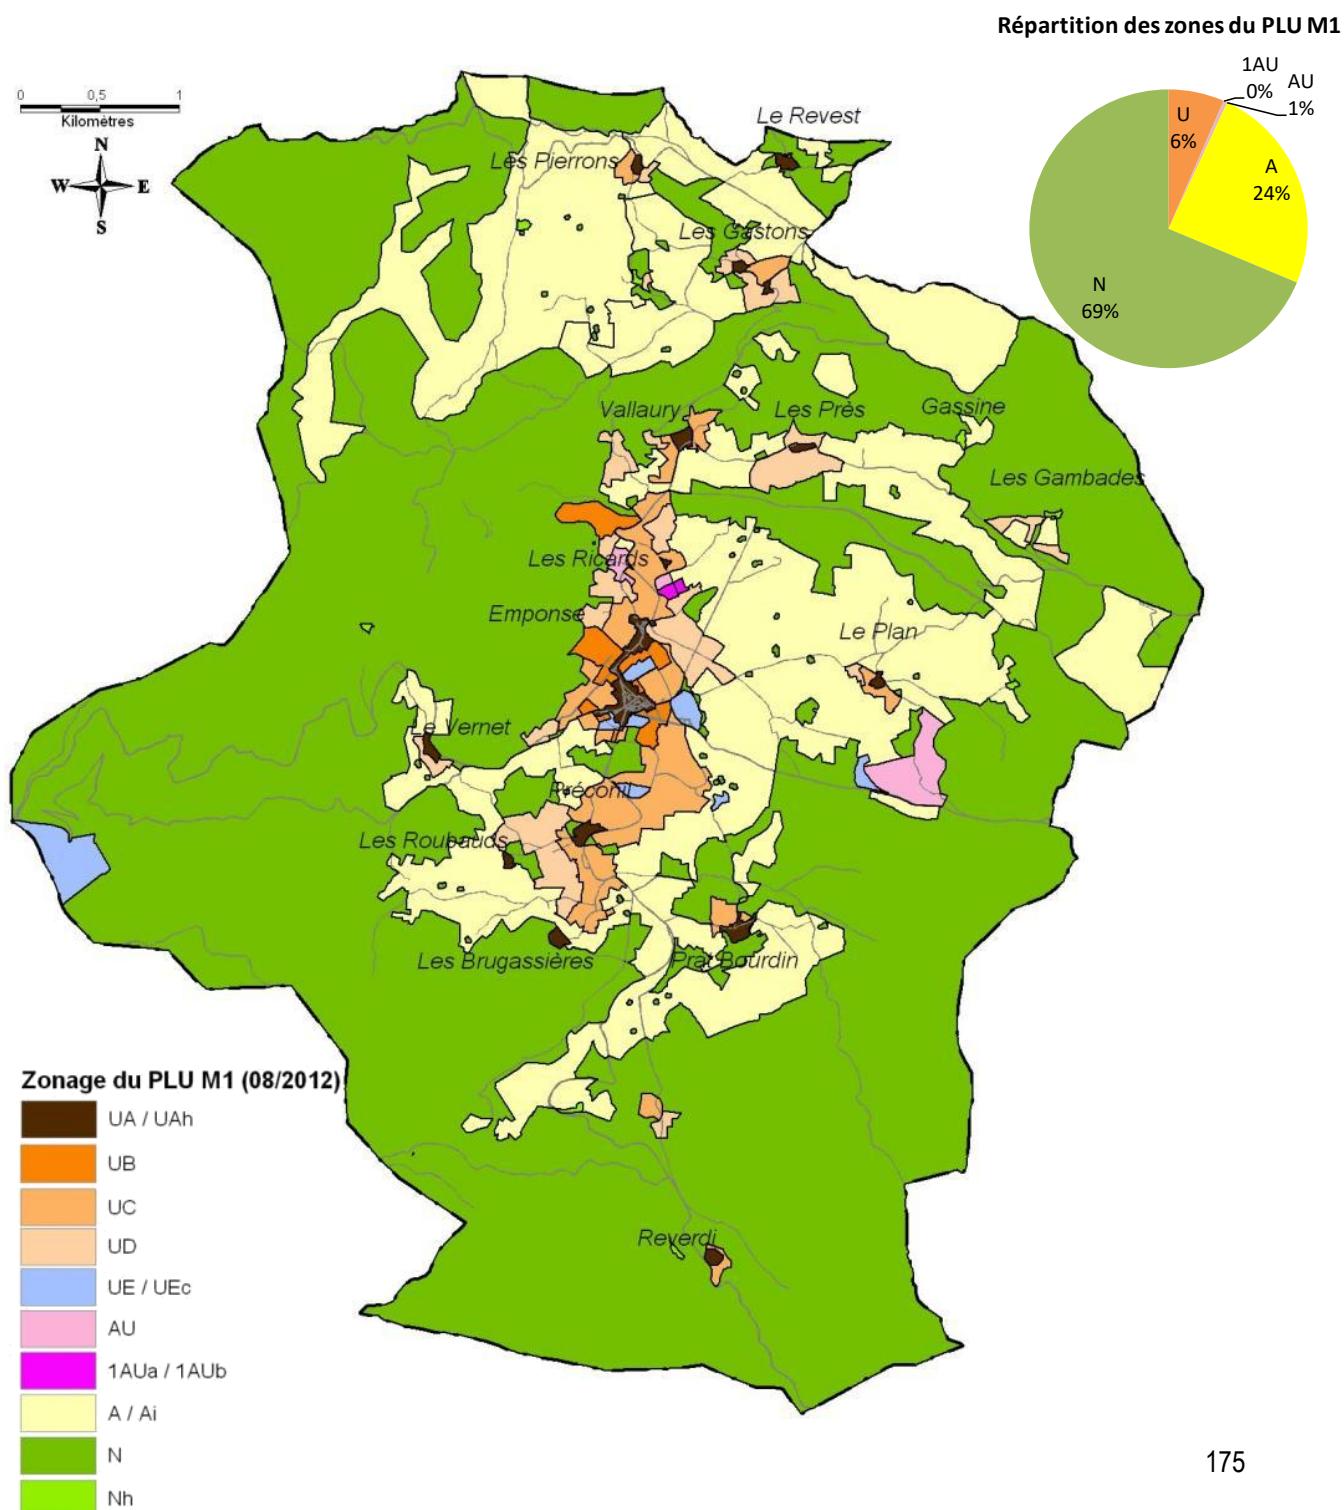 Répartition des zones du PLU M1
1AU
0%
AU
1%
U
6%
A
24%
N
69%
0 0,5 1
Kilomètres
N
W E
S
Le Revest
Les Pierrons
Les Gastons
Vallaury
Les Près
Gassine
Les Gambades
Les Ricards
Emponse
Le Plan
Le Vernet
Préconil
Les Roubauds
Les Brugassières
Prat Bourdin
Reverdi
Zonage du PLU M1 (08/2012)
UA / UAh
UB
UC
UD
UE / UEc
AU
1AUa / 1AUb
A / Ai
N
Nh
175